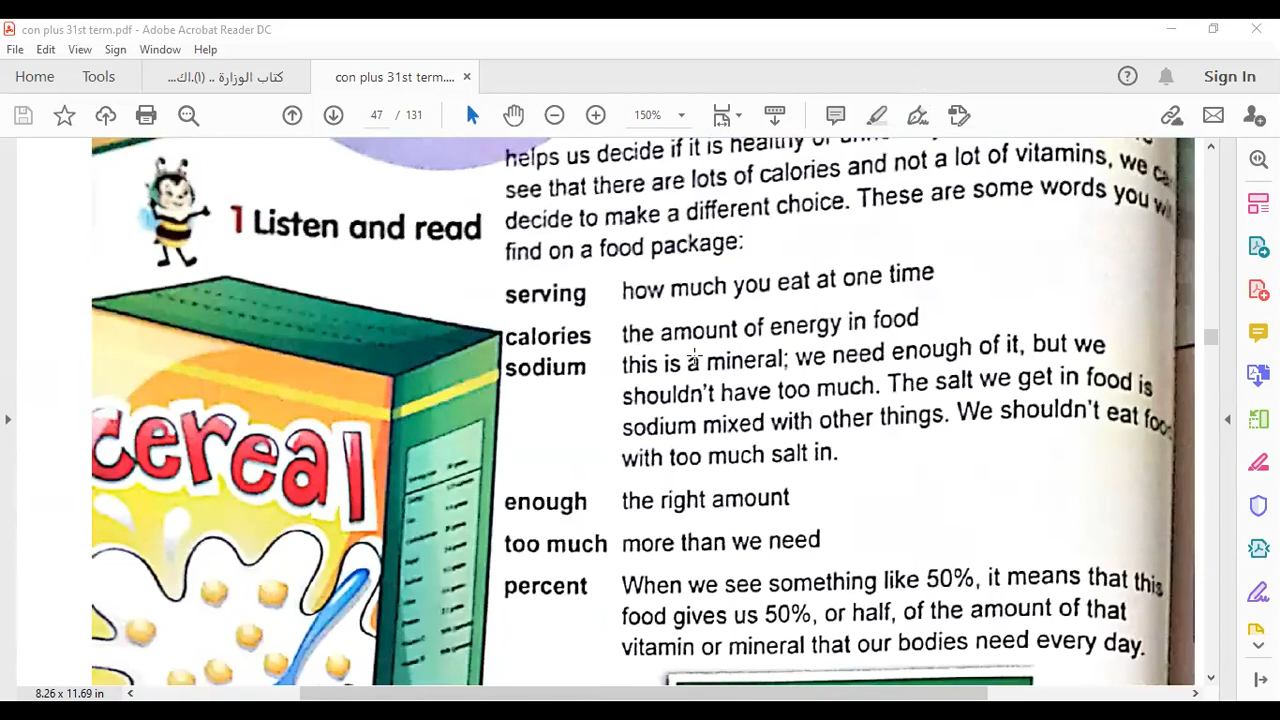 con plus 31st term.pdf - Adobe Acrobat Reader DC
File Edit View Sign Window Help
Home Tools كتاب الوزارة .. (١).اك... con plus 31st term.... ×
Sign In
47 / 131 150%
helps us decide if it is healthy or
see that there are lots of calories and not a lot of vitamins, we
decide to make a different choice. These are some words you
find on a food package:
1 Listen and read
serving how much you eat at one time
calories the amount of energy in food
sodium this is a mineral; we need enough of it, but we
shouldn't have too much. The salt we get in food is
sodium mixed with other things. We shouldn't eat
with too much salt in.
cereal
enough the right amount
too much more than we need
percent When we see something like 50%, it means that this
food gives us 50%, or half, of the amount of that
vitamin or mineral that our bodies need every day.
8.26 x 11.69 in